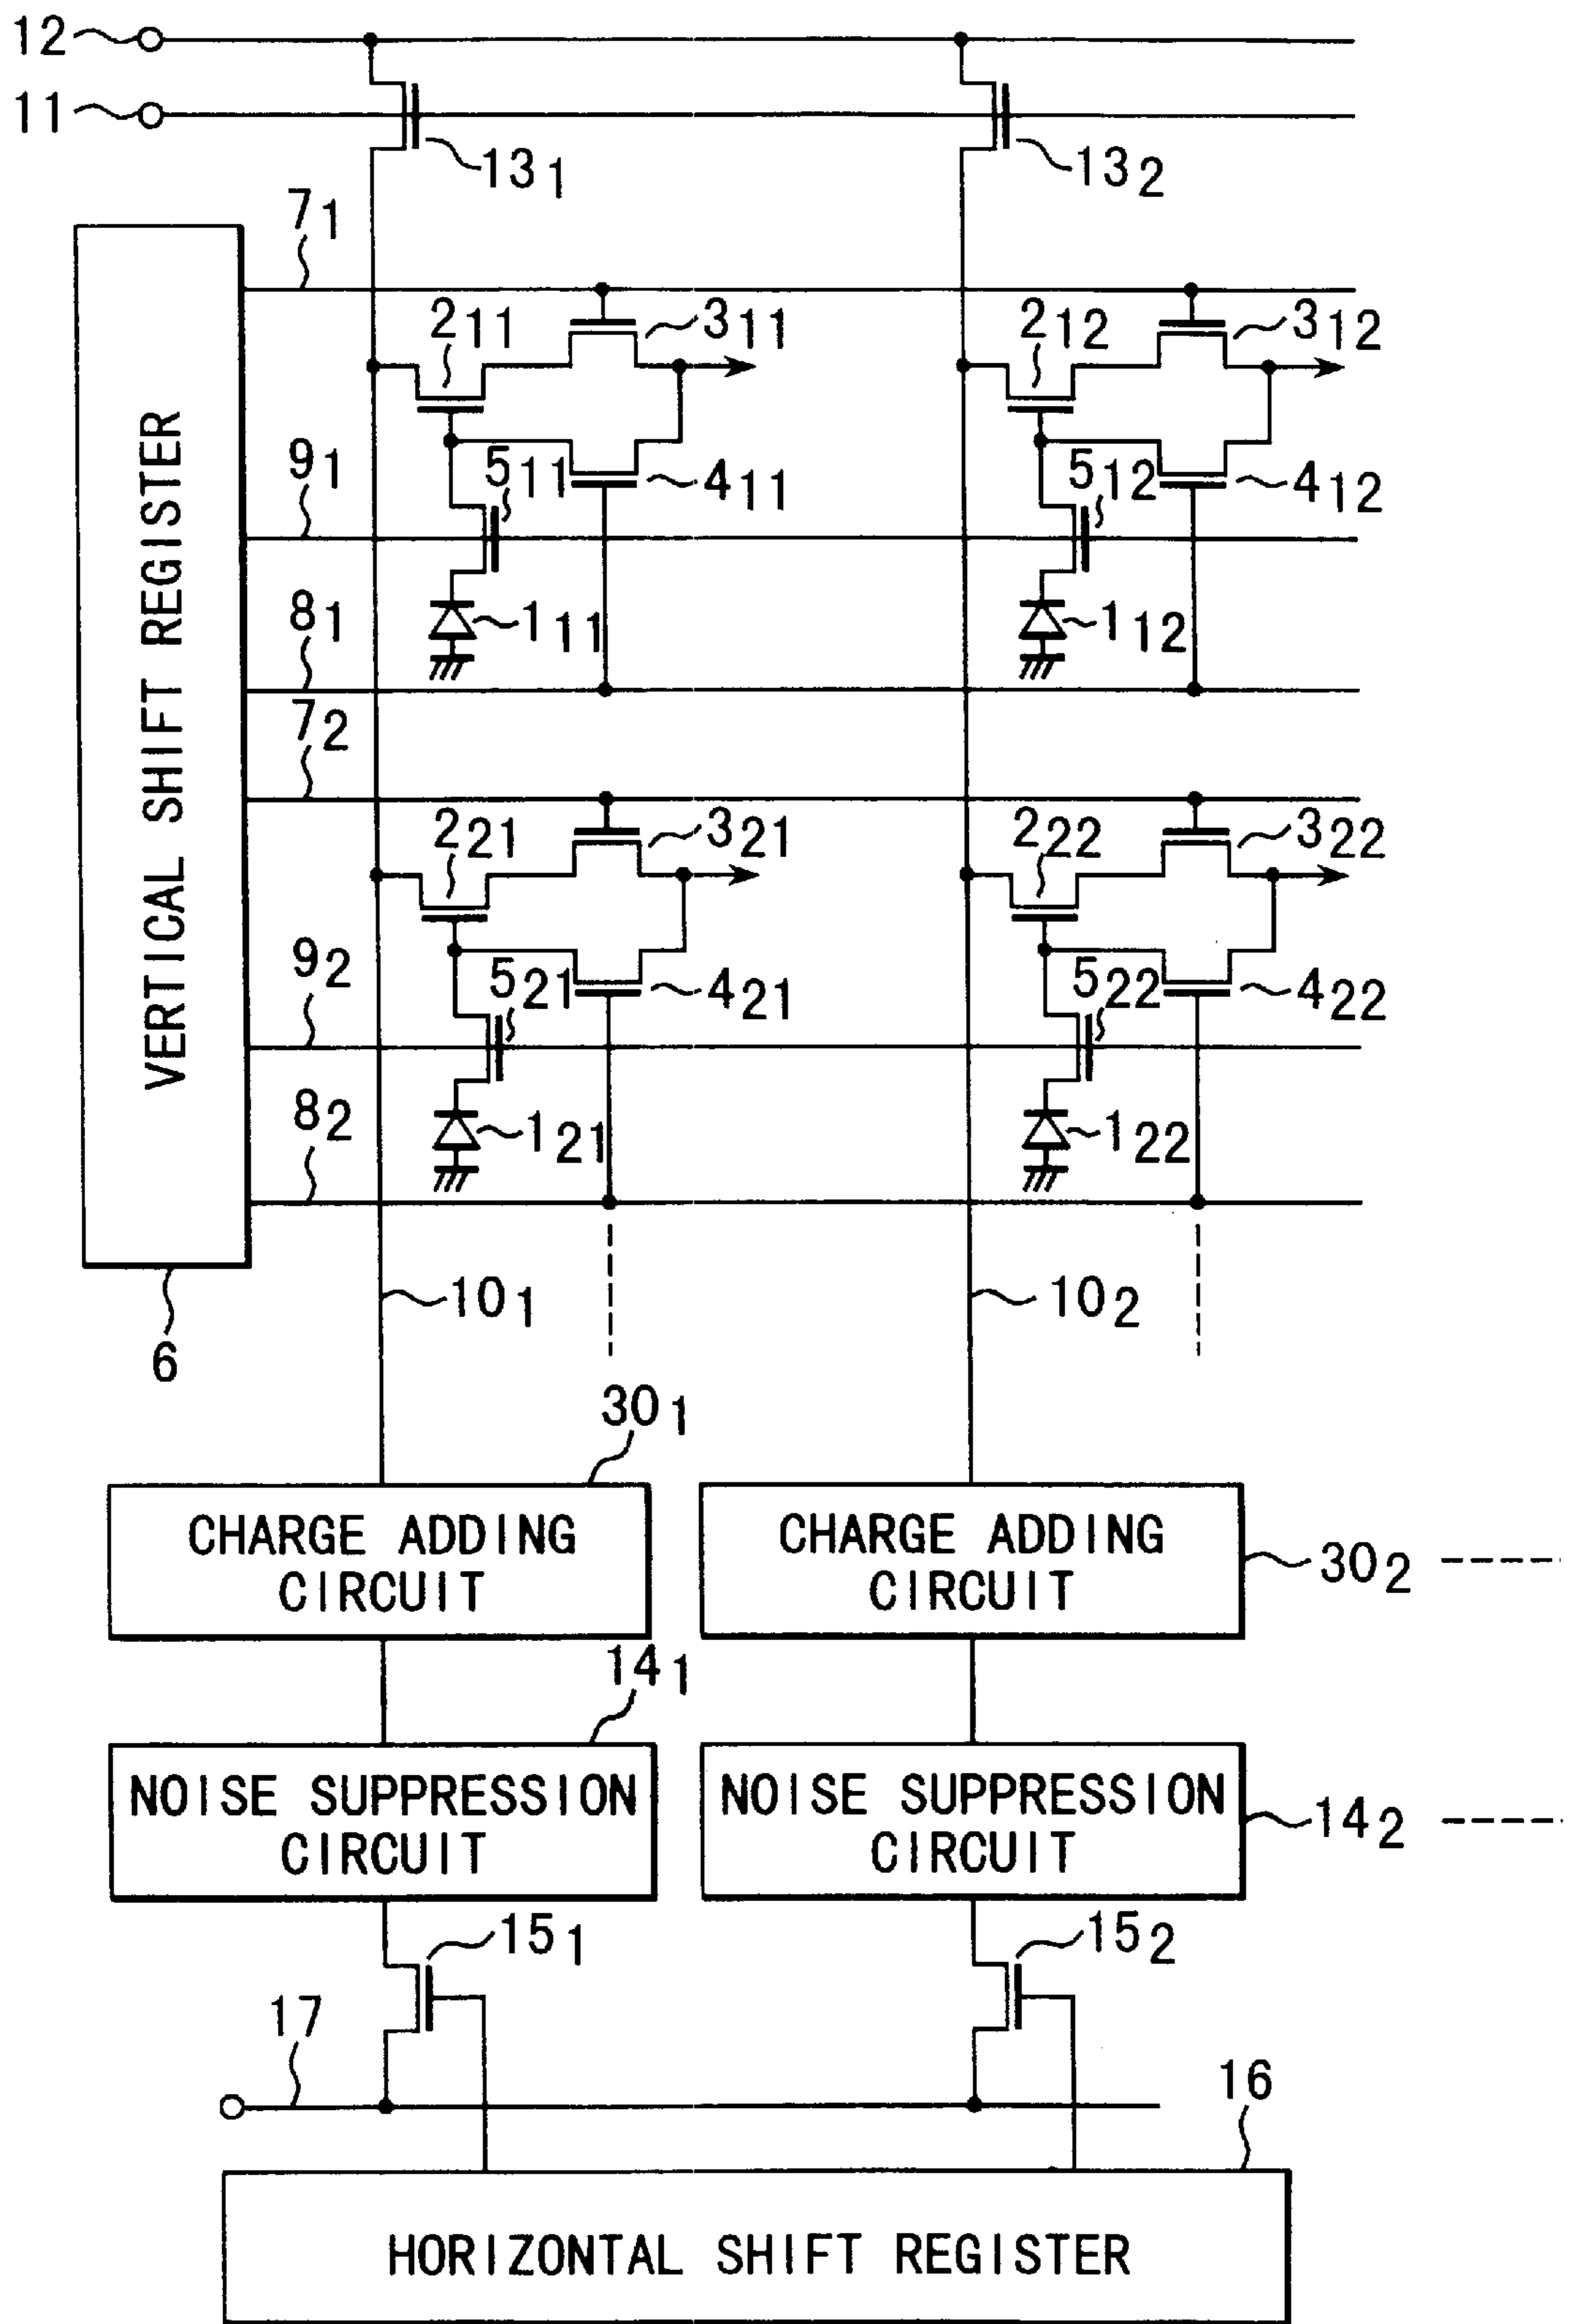 12
11
13₁ 13₂
7₁
2₁₁ 3₁₁ 2₁₂ 3₁₂
9₁
5₁₁ 4₁₁ 5₁₂ 4₁₂
8₁
1₁₁ 1₁₂
7₂
2₂₁ 3₂₁ 2₂₂ 3₂₂
9₂
5₂₁ 4₂₁ 5₂₂ 4₂₂
8₂
1₂₁ 1₂₂
VERTICAL SHIFT REGISTER
6
10₁ 10₂
30₁
CHARGE ADDING
CIRCUIT
CHARGE ADDING
CIRCUIT
30₂
14₁
NOISE SUPPRESSION
CIRCUIT
NOISE SUPPRESSION
CIRCUIT
14₂
15₁ 15₂
17
16
HORIZONTAL SHIFT REGISTER